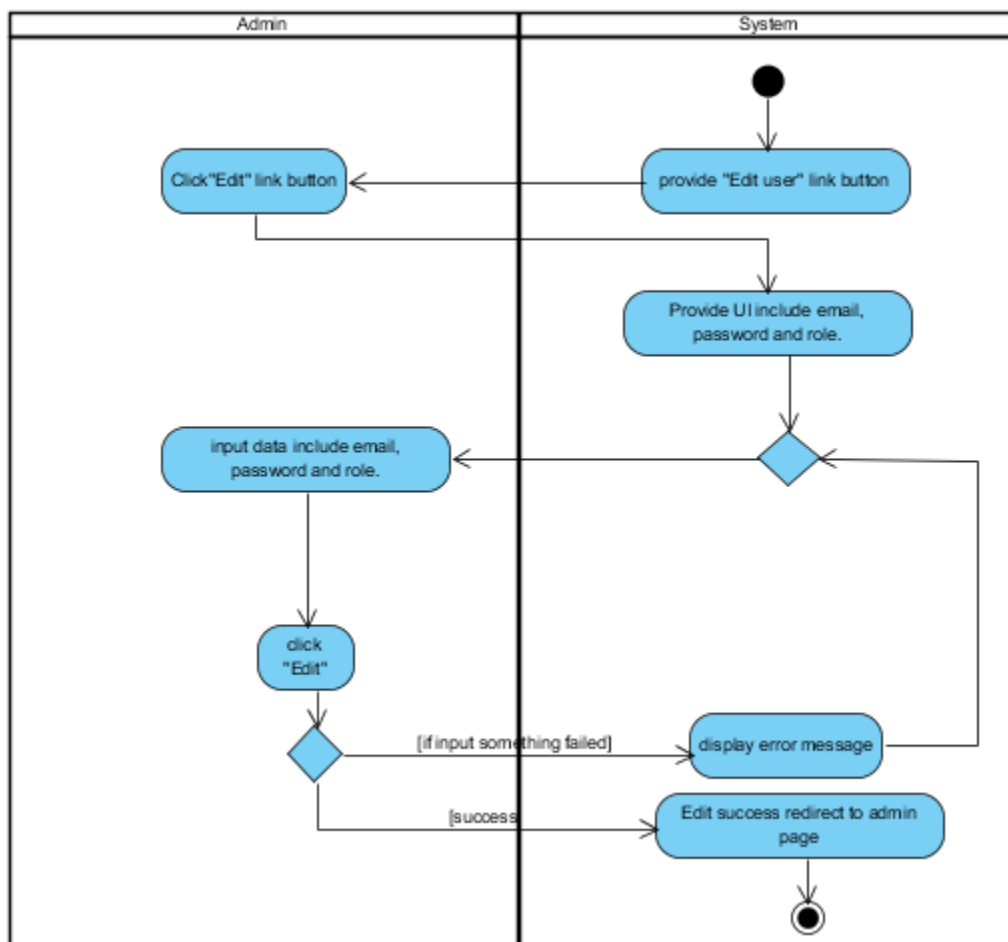 Admin
System
Click"Edit" link button
provide "Edit user" link button
Provide UI include email,
password and role.
input data include email,
password and role.
click
"Edit"
[if input something failed]
display error message
[success
Edit success redirect to admin
page